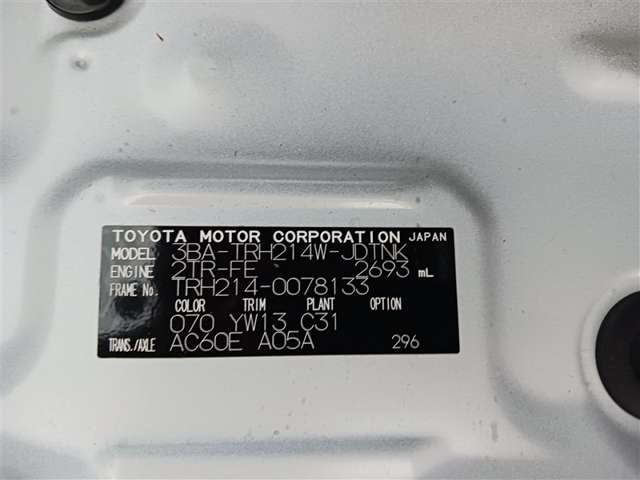 TOYOTA MOTOR CORPORATION JAPAN
MODEL 3BA-TRH214W-JDTNK
ENGINE 2TR-FE 2693 mL
FRAME No. TRH214-0078133
COLOR TRIM PLANT OPTION
070 YW13 C31
TRANS./AXLE AC60E A05A 296